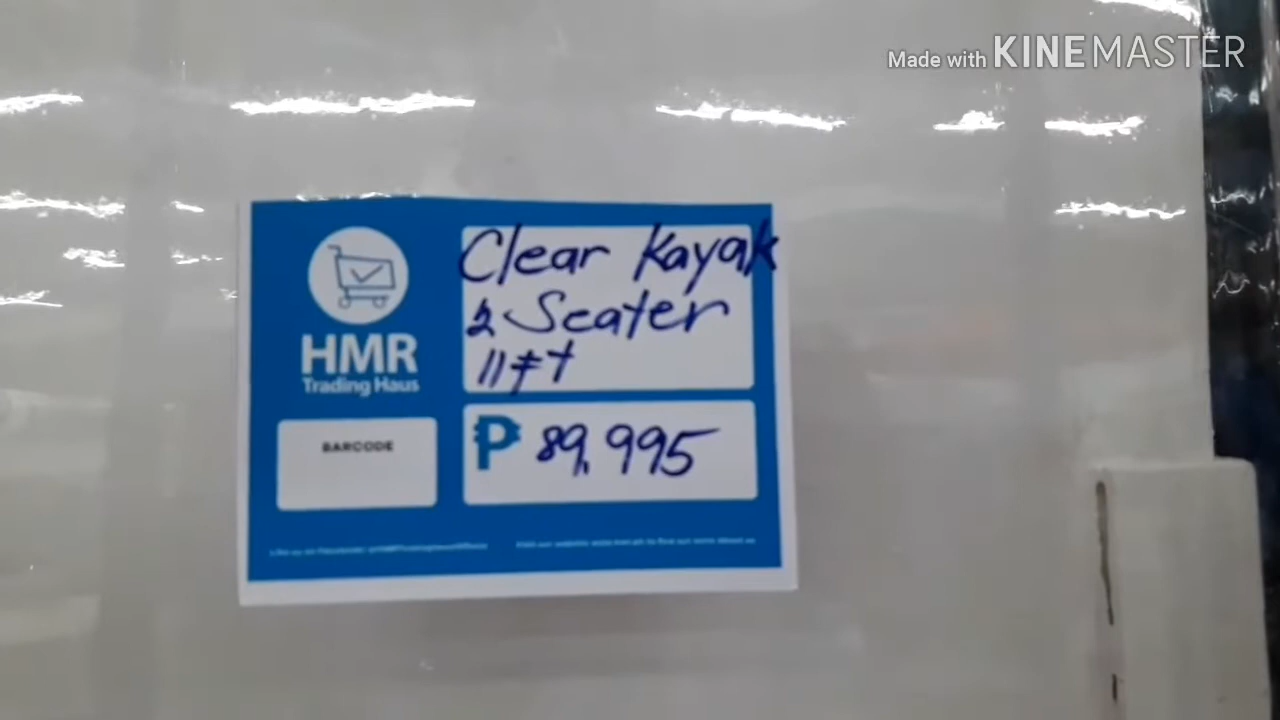 Made with KINEMASTER
Clear Kayak
2 Seater
11ft
HMR
Trading Haus
₱ 89,995
BARCODE